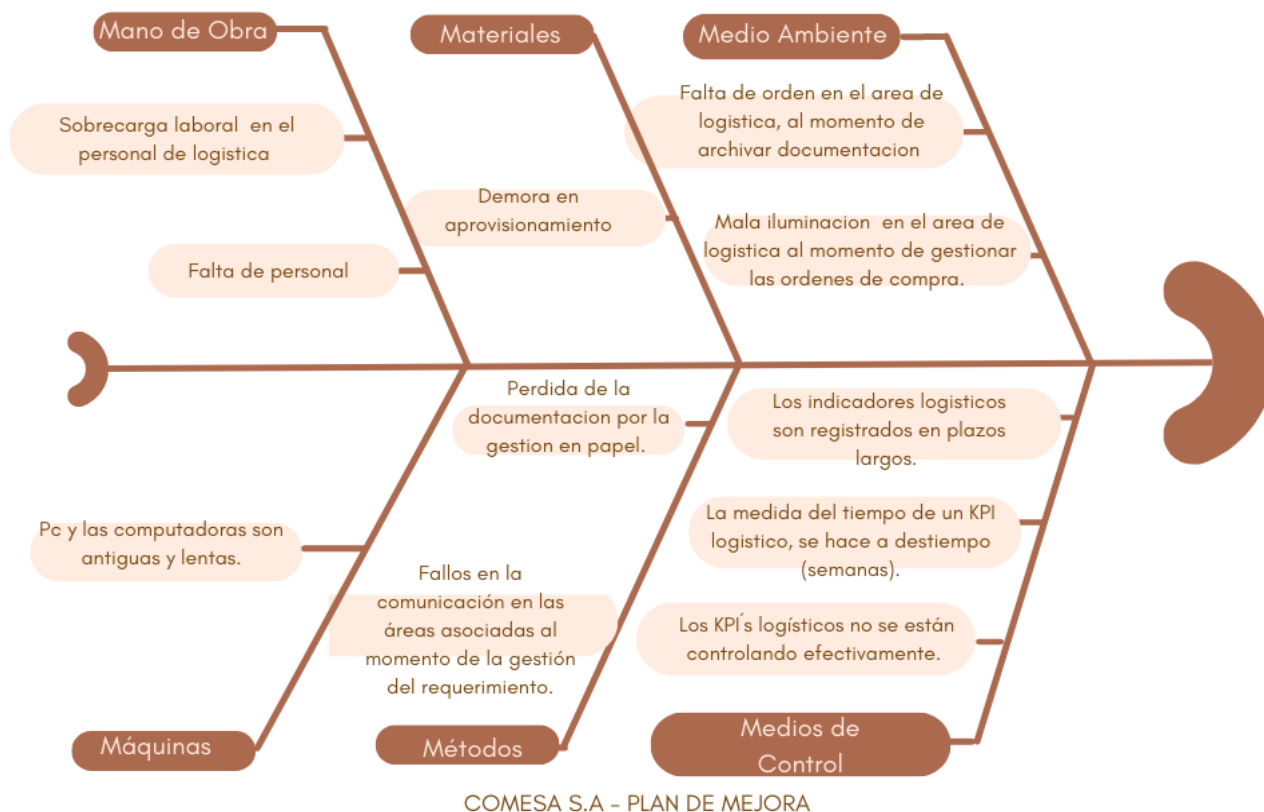 Mano de Obra
Materiales
Medio Ambiente
Sobrecarga laboral en el
personal de logistica
Falta de personal
Demora en
aprovisionamiento
Falta de orden en el area de
logistica, al momento de
archivar documentacion
Mala iluminacion en el area de
logistica al momento de gestionar
las ordenes de compra.
Pc y las computadoras son
antiguas y lentas.
Perdida de la
documentacion por la
gestion en papel.
Fallos en la
comunicación en las
áreas asociadas al
momento de la gestión
del requerimiento.
Los indicadores logisticos
son registrados en plazos
largos.
La medida del tiempo de un KPI
logistico, se hace a destiempo
(semanas).
Los KPI´s logísticos no se están
controlando efectivamente.
Máquinas
Métodos
Medios de
Control
COMESA S.A - PLAN DE MEJORA